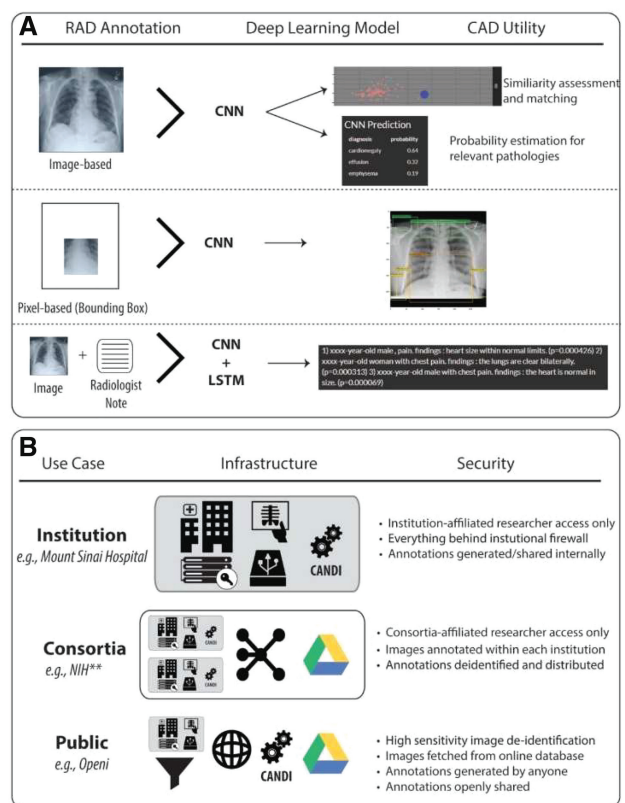 A
RAD Annotation
Deep Learning Model
CAD Utility
Image-based
CNN
Similiarity assessment
and matching
CNN Prediction
diagnosis probability
cardiomegaly 0.64
effusion 0.32
emphysema 0.19
Probability estimation for
relevant pathologies
Pixel-based (Bounding Box)
CNN
Image
+
Radiologist
Note
CNN
+
LSTM
1) xxxx-year-old male , pain. findings : heart size within normal limits. (p=0.000426) 2)
xxxx-year-old woman with chest pain. findings : the lungs are clear bilaterally.
(p=0.000313) 3) xxxx-year-old male with chest pain. findings : the heart is normal in
size. (p=0.000069)
B
Use Case
Infrastructure
Security
Institution
e.g., Mount Sinai Hospital
CANDI
• Institution-affiliated researcher access only
• Everything behind instutional firewall
• Annotations generated/shared internally
Consortia
e.g., NIH**
CANDI
CANDI
• Consortia-affiliated researcher access only
• Images annotated within each institution
• Annotations deidentified and distributed
Public
e.g., Openi
CANDI
CANDI
• High sensitivity image de-identification
• Images fetched from online database
• Annotations generated by anyone
• Annotations openly shared